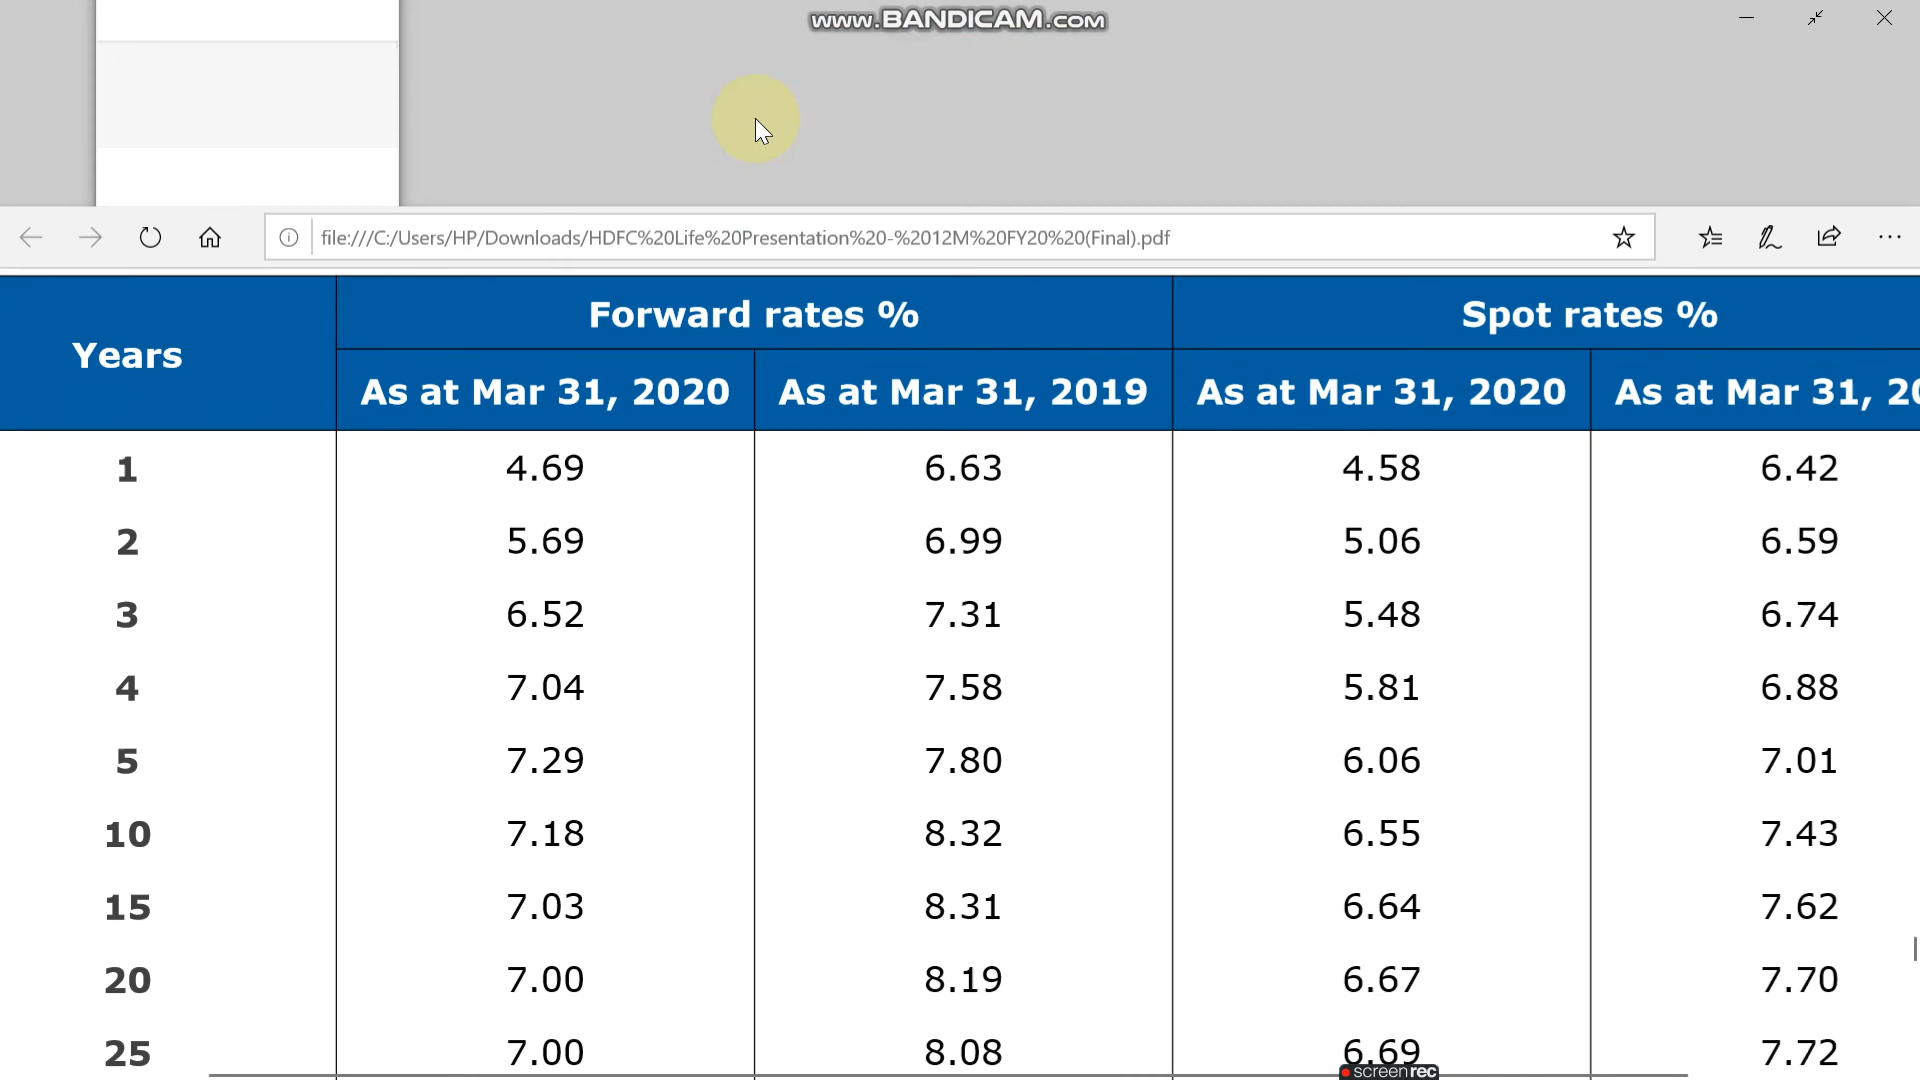 www.BANDICAM.com
file:///C:/Users/HP/Downloads/HDFC%20Life%20Presentation%20-%2012M%20FY20%20(Final).pdf
Years Forward rates % Spot rates %
As at Mar 31, 2020 As at Mar 31, 2019 As at Mar 31, 2020 As at Mar 31, 20
1 4.69 6.63 4.58 6.42
2 5.69 6.99 5.06 6.59
3 6.52 7.31 5.48 6.74
4 7.04 7.58 5.81 6.88
5 7.29 7.80 6.06 7.01
10 7.18 8.32 6.55 7.43
15 7.03 8.31 6.64 7.62
20 7.00 8.19 6.67 7.70
25 7.00 8.08 6.69 7.72
screenrec